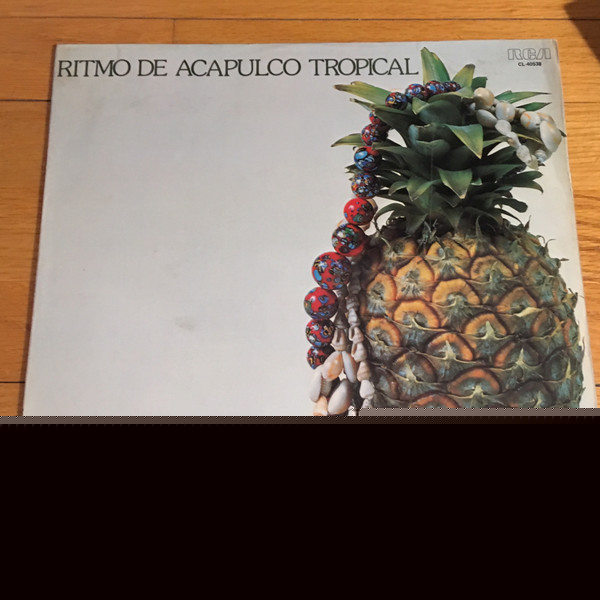 RITMO DE ACAPULCO TROPICAL
RCA
CL-40538